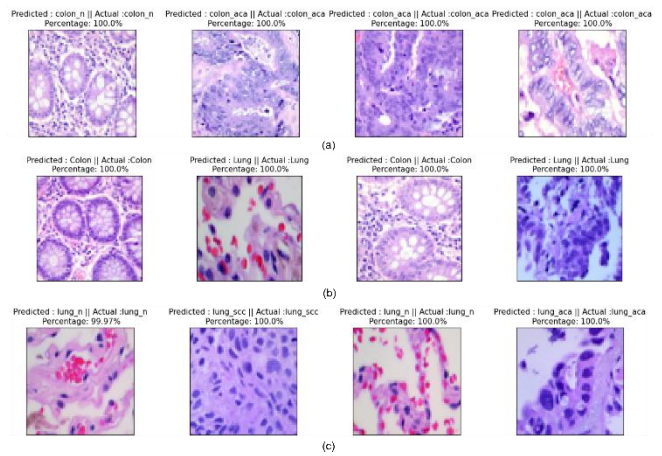 Predicted : colon_n || Actual :colon_n
Percentage: 100.0%
Predicted : colon_aca || Actual :colon_aca
Percentage: 100.0%
Predicted : colon_aca || Actual :colon_aca
Percentage: 100.0%
Predicted : colon_aca || Actual :colon_aca
Percentage: 100.0%
(a)
Predicted : Colon || Actual :Colon
Percentage: 100.0%
Predicted : Lung || Actual :Lung
Percentage: 100.0%
Predicted : Colon || Actual :Colon
Percentage: 100.0%
Predicted : Lung || Actual :Lung
Percentage: 100.0%
(b)
Predicted : lung_n || Actual :lung_n
Percentage: 99.97%
Predicted : lung_scc || Actual :lung_scc
Percentage: 100.0%
Predicted : lung_n || Actual :lung_n
Percentage: 100.0%
Predicted : lung_aca || Actual :lung_aca
Percentage: 100.0%
(c)